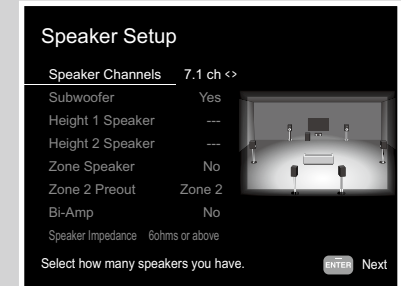 Speaker Setup
Speaker Channels 7.1 ch <>
Subwoofer Yes
Height 1 Speaker ---
Height 2 Speaker ---
Zone Speaker No
Zone 2 Preout Zone 2
Bi-Amp No
Speaker Impedance 6ohms or above
Select how many speakers you have.
ENTER Next